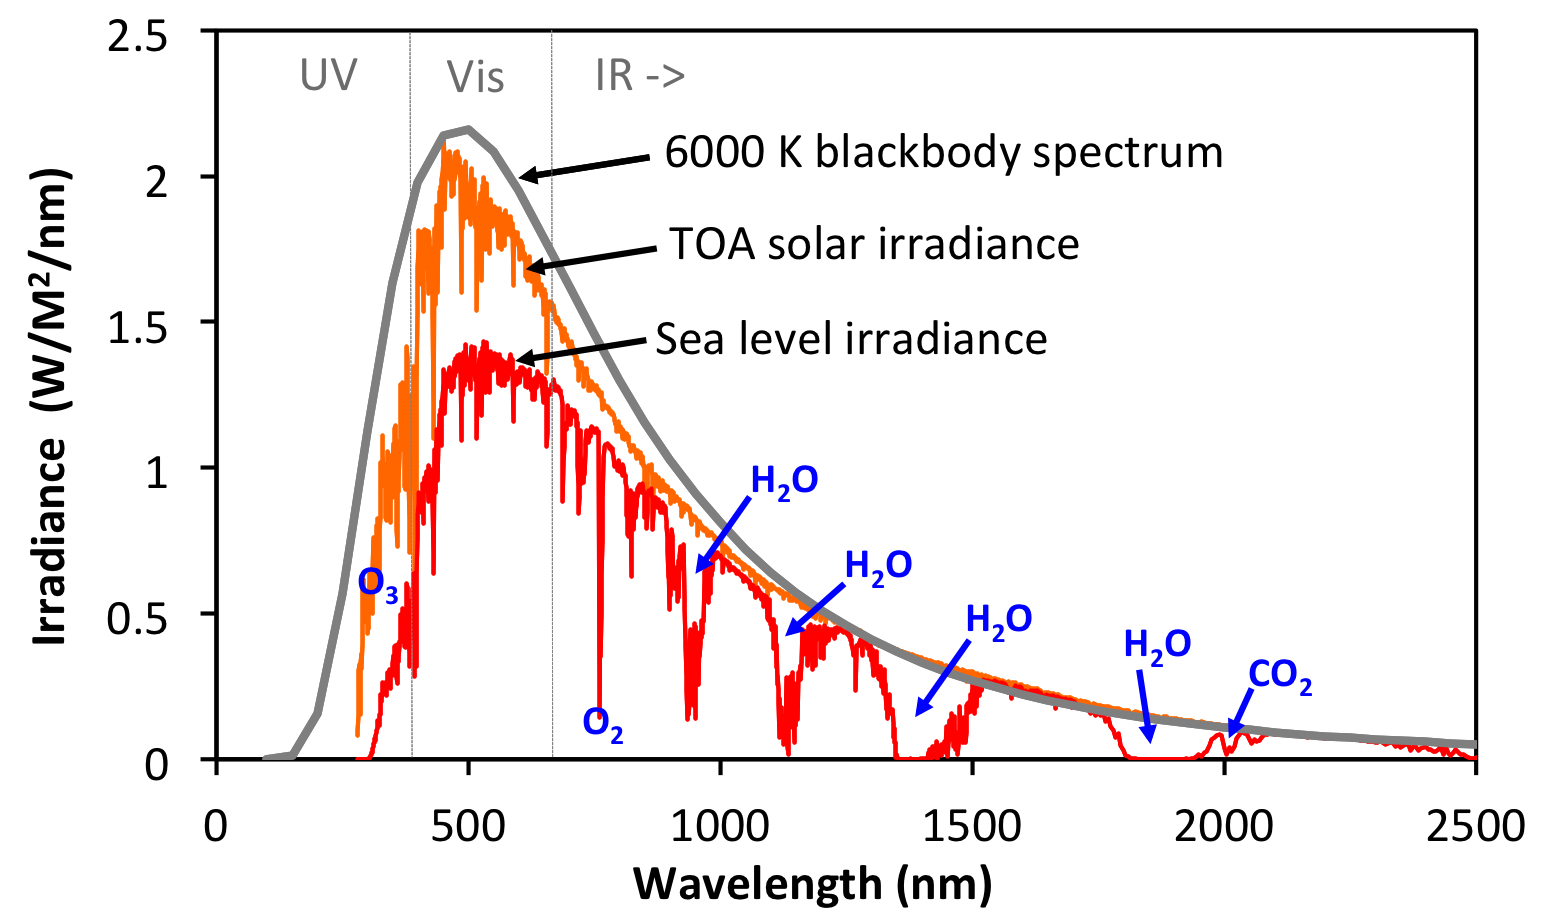 2.5
2
1.5
1
0.5
0
Irradiance (W/M²/nm)
UV
Vis
IR ->
6000 K blackbody spectrum
TOA solar irradiance
Sea level irradiance
H₂O
H₂O
H₂O
H₂O
CO₂
O₃
O₂
0
500
1000
1500
2000
2500
Wavelength (nm)